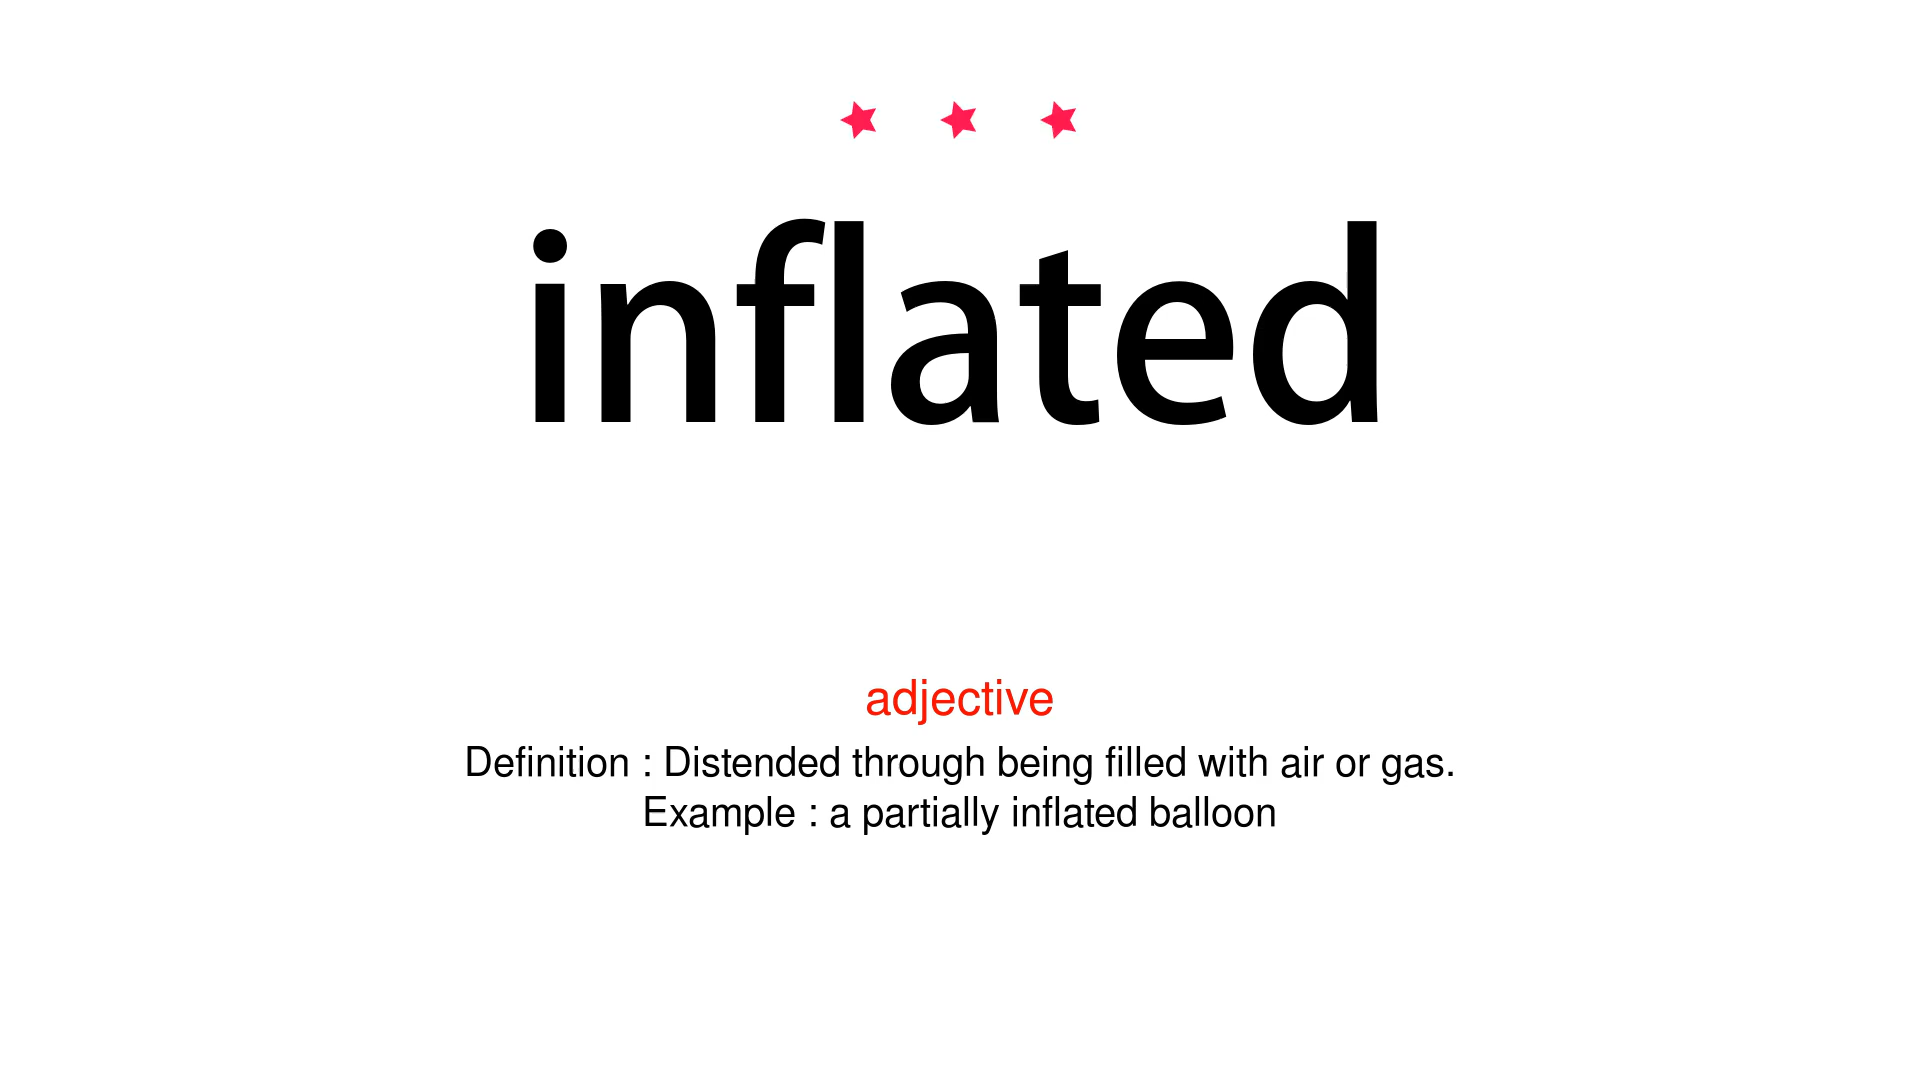 inflated
adjective
Definition : Distended through being filled with air or gas.
Example : a partially inflated balloon